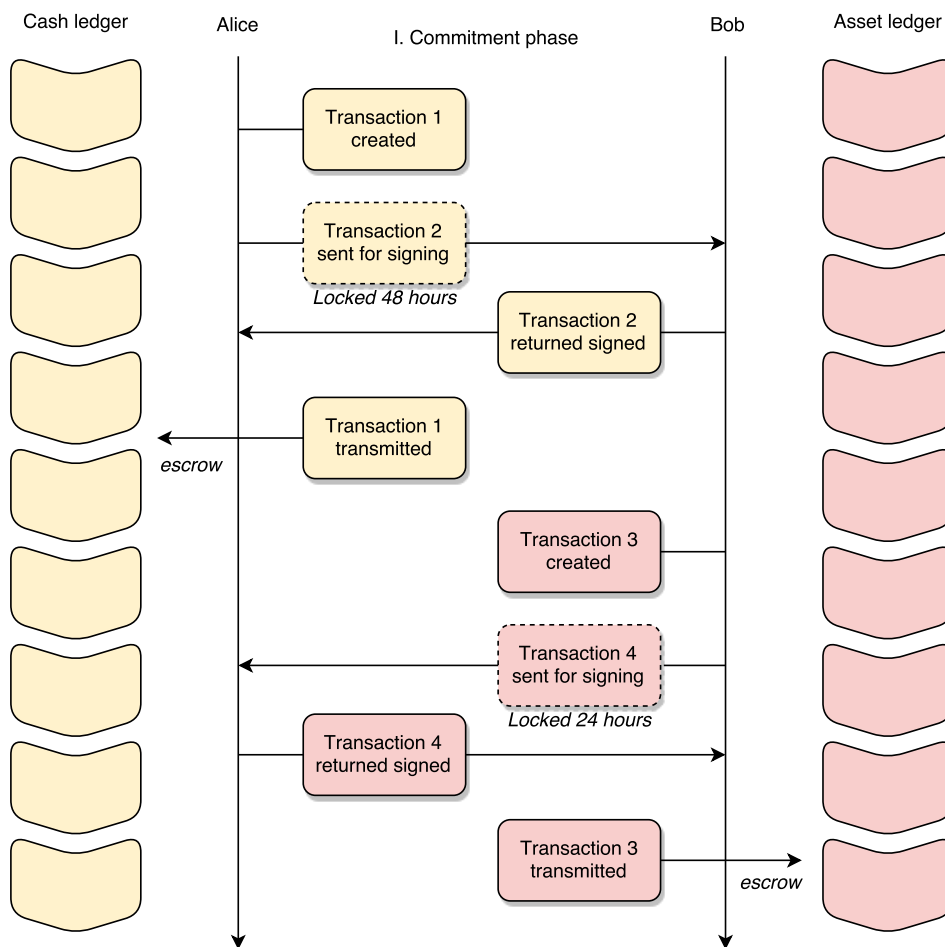 Cash ledger
Alice
I. Commitment phase
Bob
Asset ledger
Transaction 1
created
Transaction 2
sent for signing
Locked 48 hours
Transaction 2
returned signed
Transaction 1
transmitted
escrow
Transaction 3
created
Transaction 4
sent for signing
Locked 24 hours
Transaction 4
returned signed
Transaction 3
transmitted
escrow